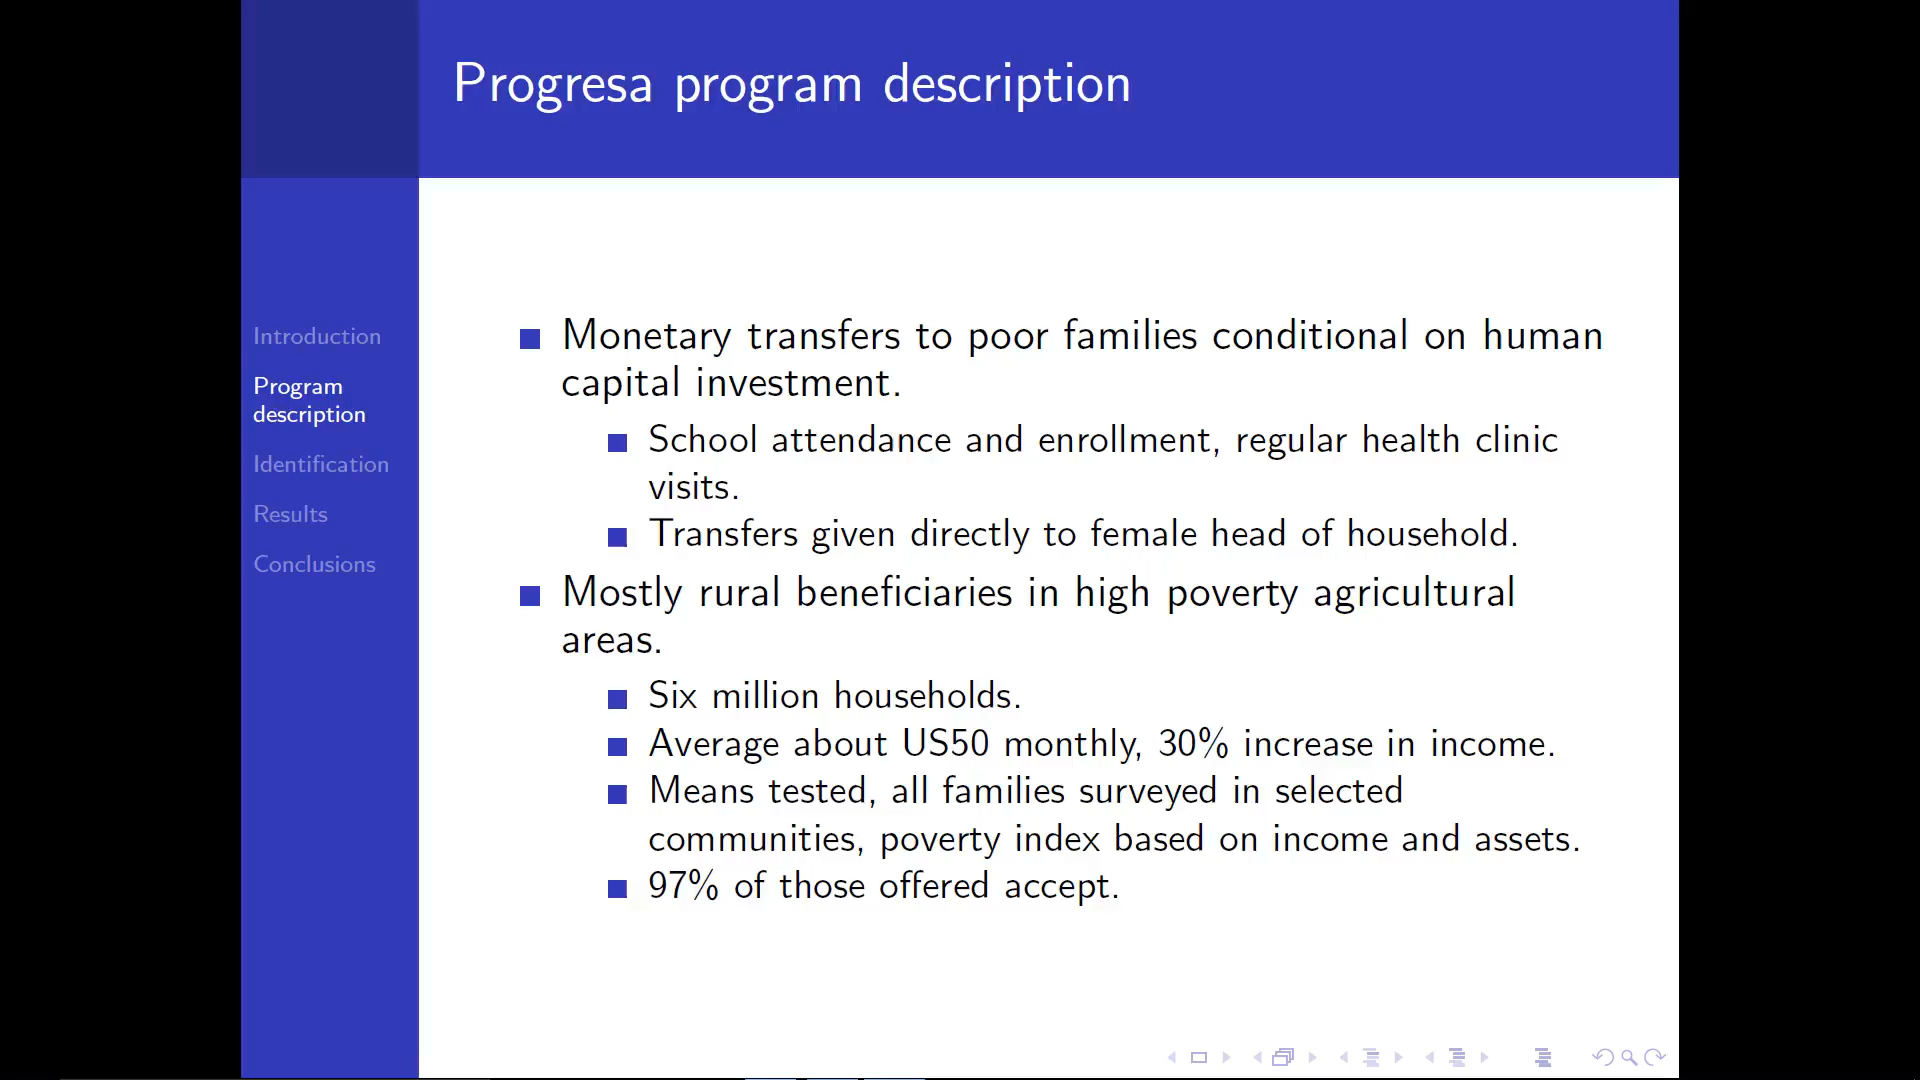 Progresa program description
Introduction
Program
description
Identification
Results
Conclusions
Monetary transfers to poor families conditional on human
capital investment.
School attendance and enrollment, regular health clinic
visits.
Transfers given directly to female head of household.
Mostly rural beneficiaries in high poverty agricultural
areas.
Six million households.
Average about US50 monthly, 30% increase in income.
Means tested, all families surveyed in selected
communities, poverty index based on income and assets.
97% of those offered accept.